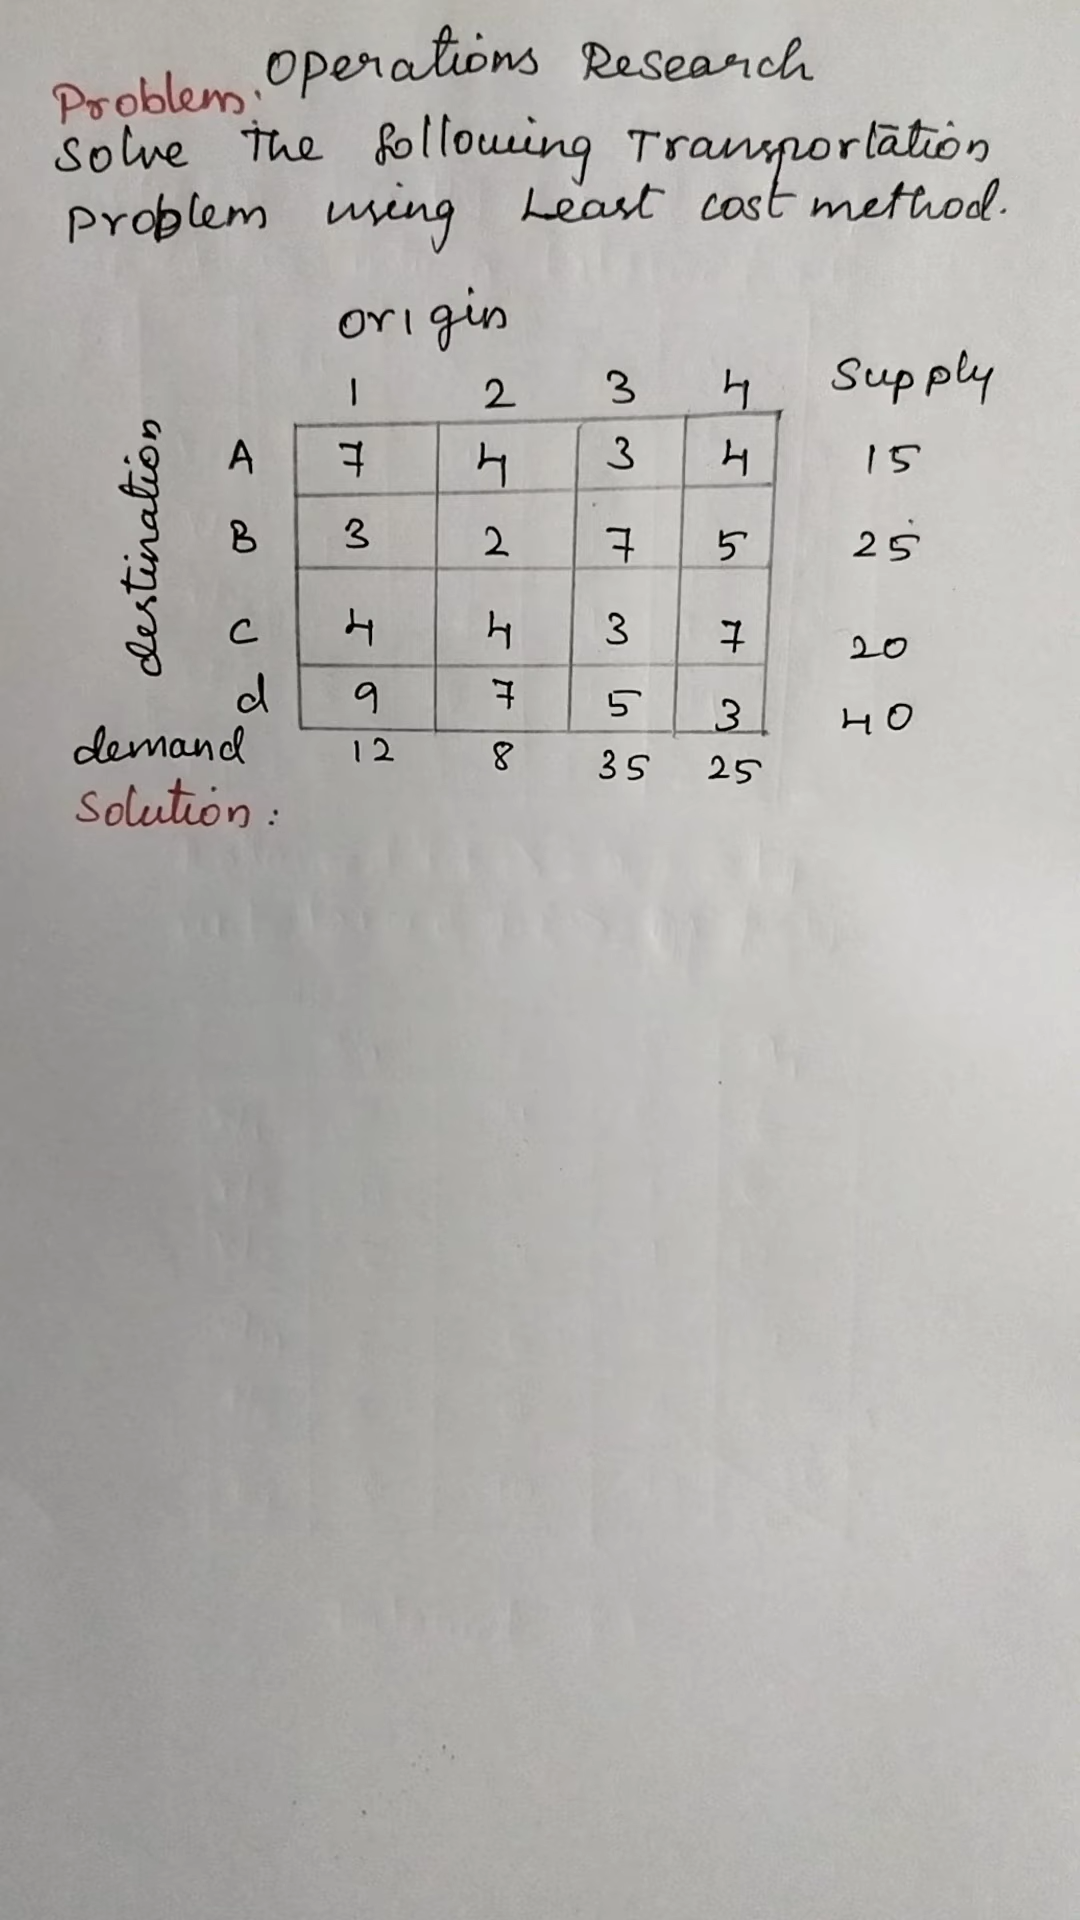 Operations Research
Problem:
Solve the following Transportation
Problem using Least cost method.
Origin
1 2 3 4 Supply
destination
A 7 4 3 4 15
B 3 2 7 5 25
C 4 4 3 7 20
d 9 7 5 3 40
demand 12 8 35 25
Solution: